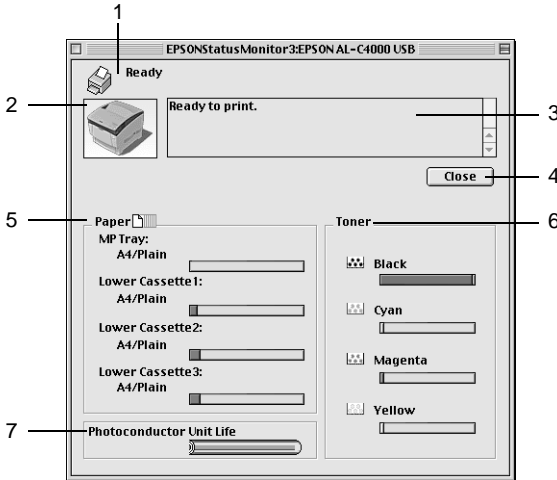 1
EPSONStatusMonitor3:EPSON AL-C4000 USB
Ready
2
Ready to print.
3
Close
4
5
Paper
Toner
6
MP Tray:
A4/Plain
Lower Cassette1:
A4/Plain
Lower Cassette2:
A4/Plain
Lower Cassette3:
A4/Plain
Black
Cyan
Magenta
Yellow
7
Photoconductor Unit Life